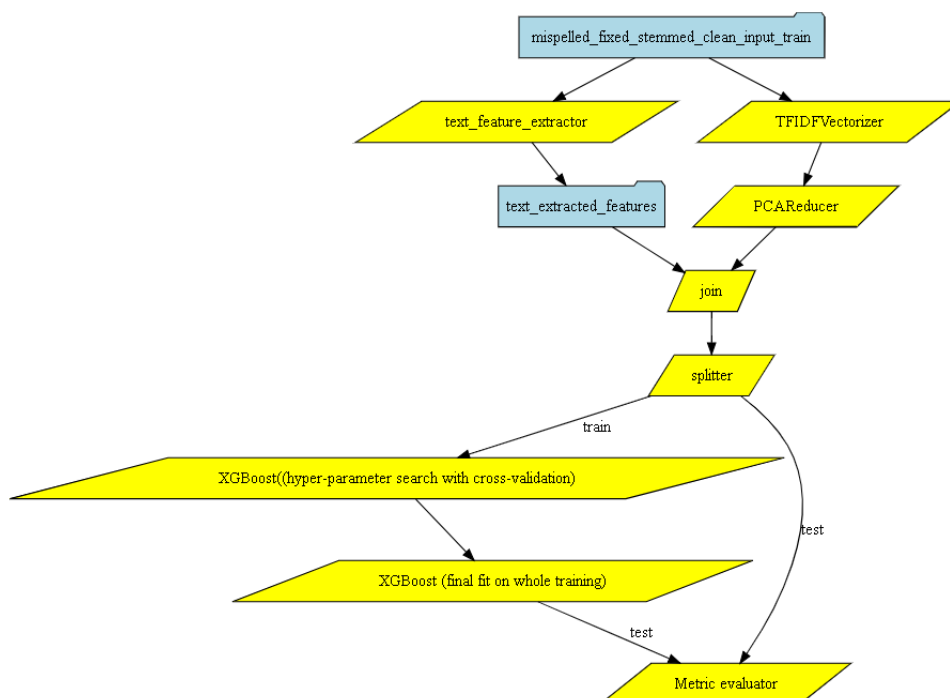 mispelled_fixed_stemmed_clean_input_train
text_feature_extractor
TFIDFVectorizer
text_extracted_features
PCAReducer
join
splitter
train
XGBoost((hyper-parameter search with cross-validation)
test
XGBoost (final fit on whole training)
test
Metric evaluator